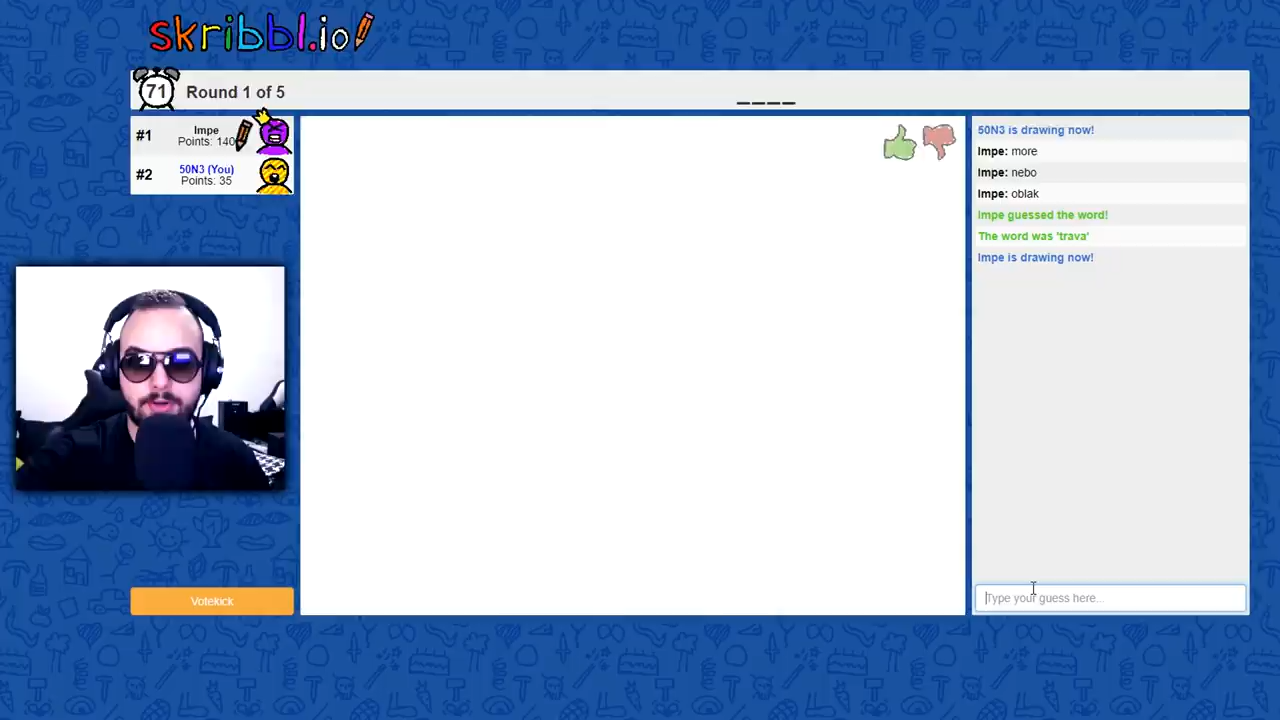 skribbl.io
71
Round 1 of 5
____
#1
Impe
Points: 140
#2
50N3 (You)
Points: 35
Votekick
50N3 is drawing now!
Impe: more
Impe: nebo
Impe: oblak
Impe guessed the word!
The word was 'trava'
Impe is drawing now!
Type your guess here...